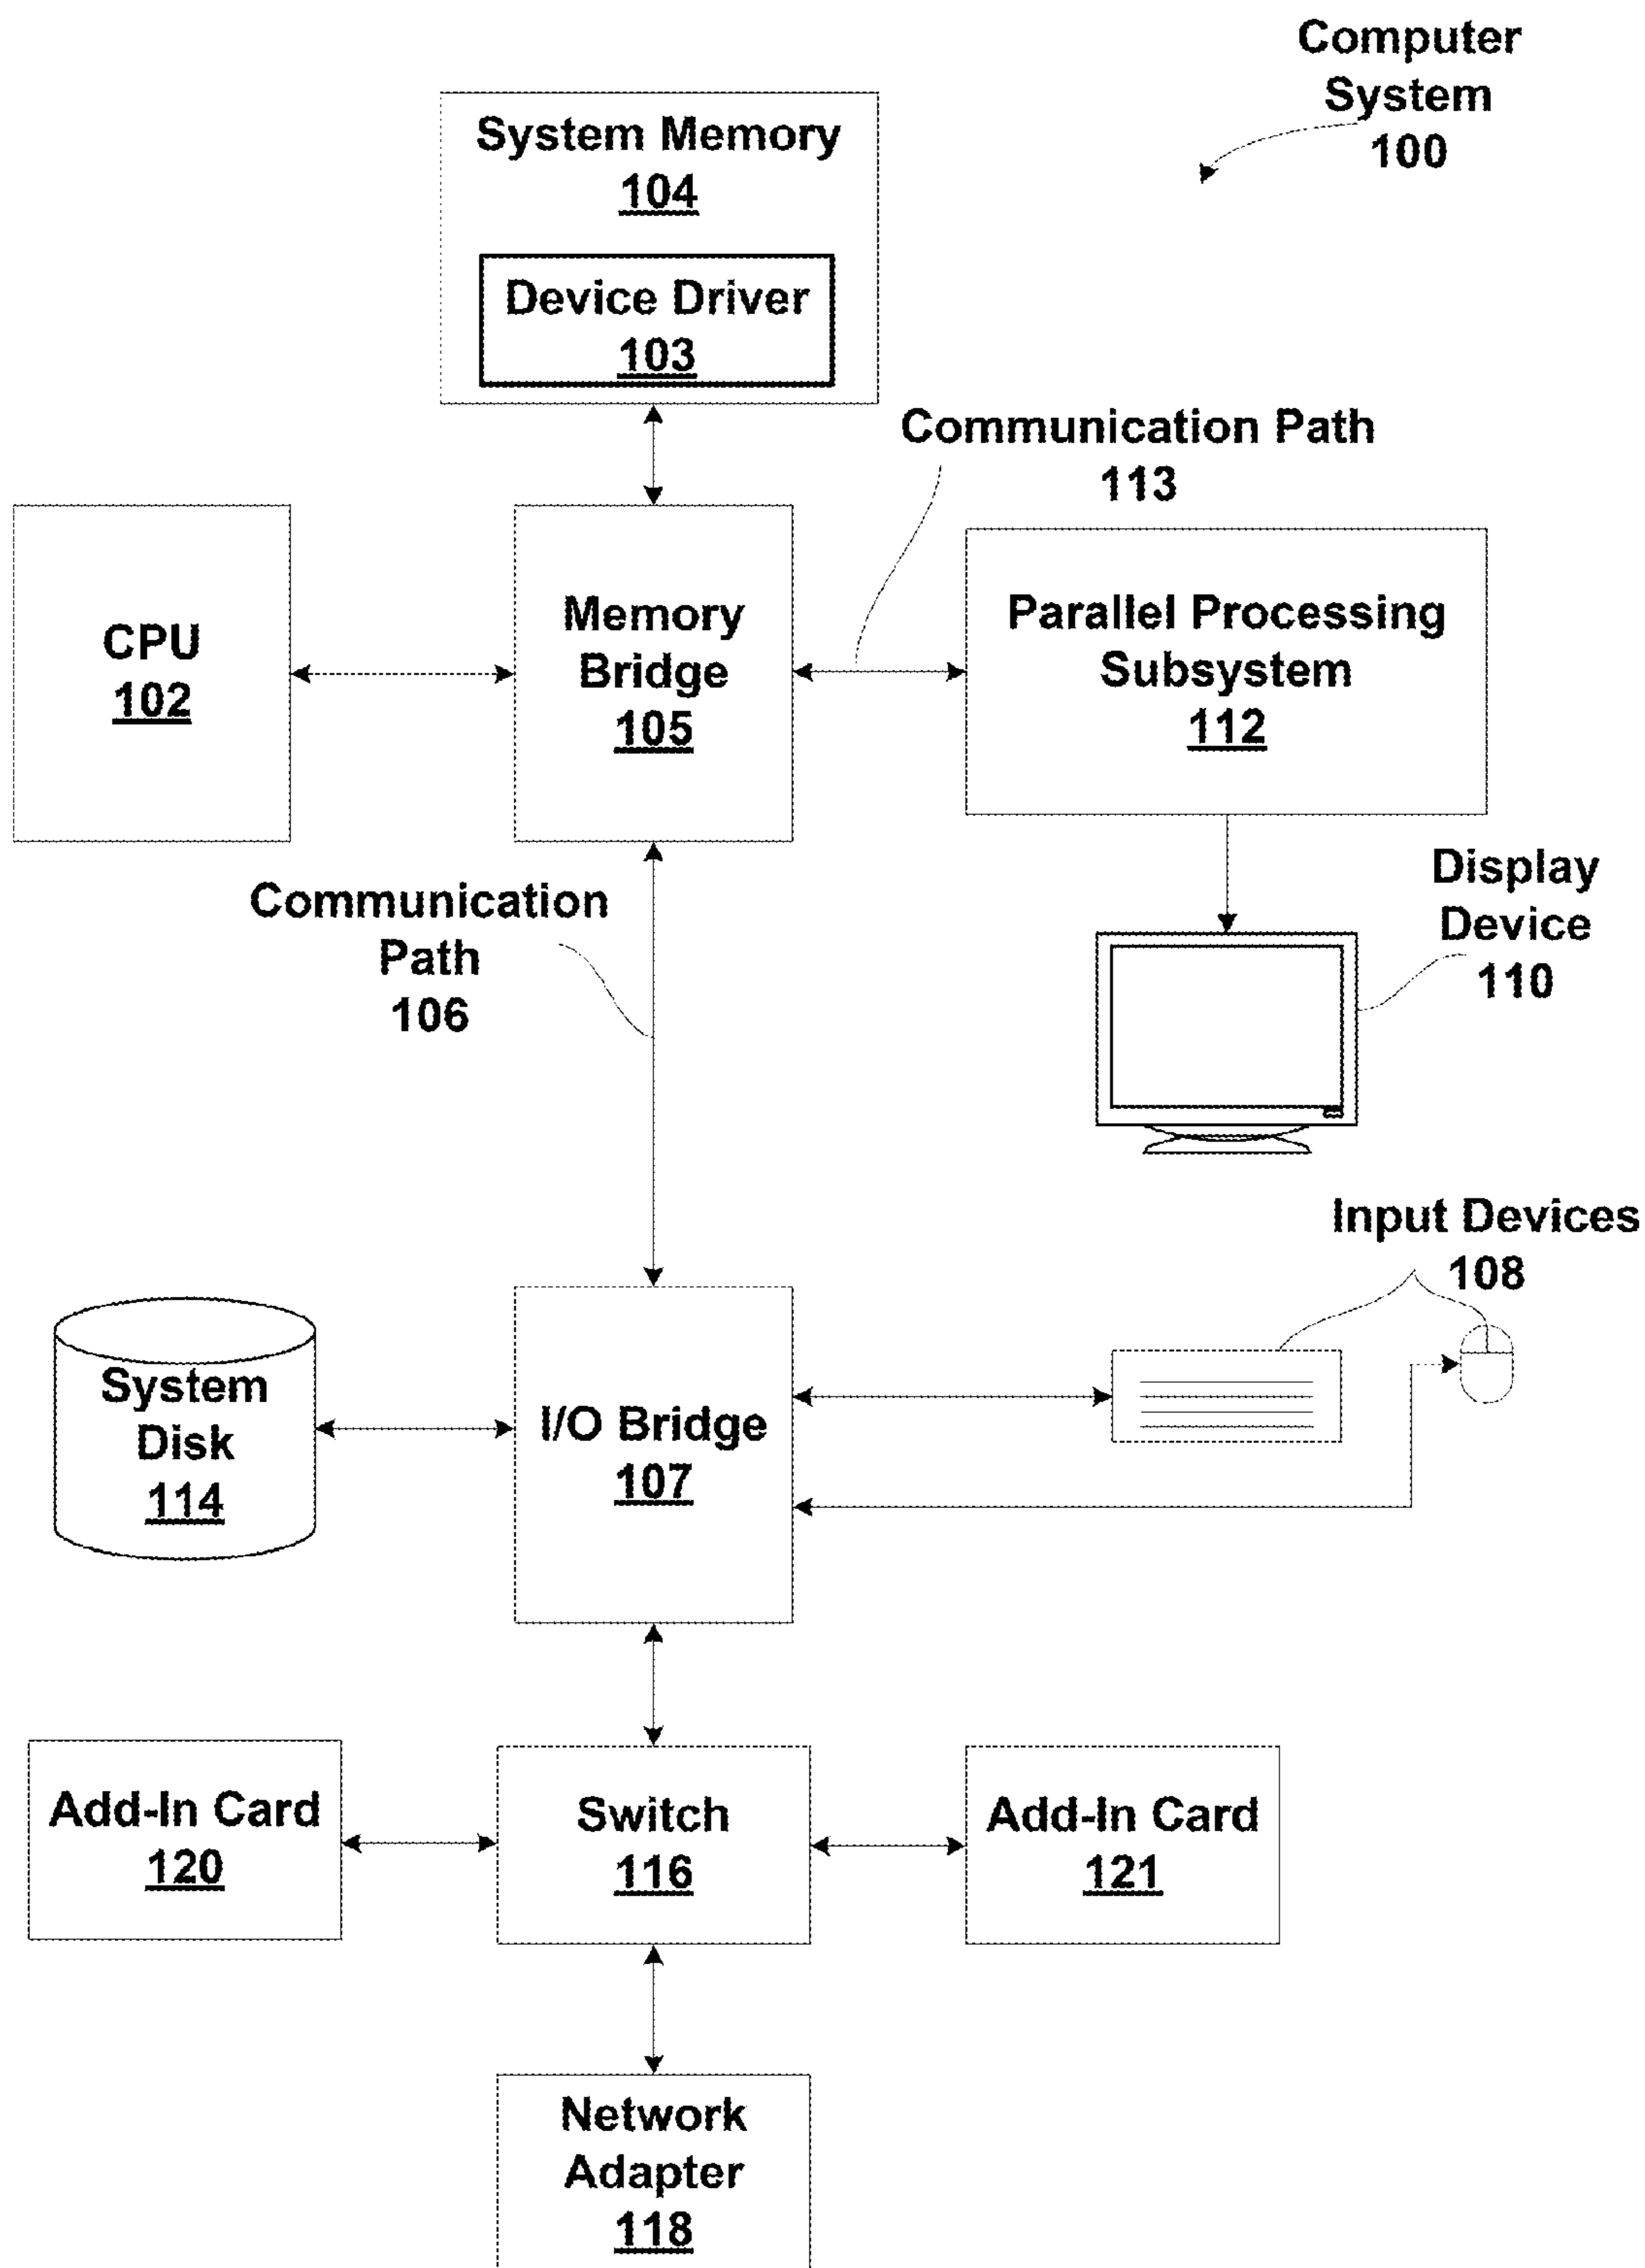 Computer
System
100
System Memory
104
Device Driver
103
Communication Path
113
CPU
102
Memory
Bridge
105
Parallel Processing
Subsystem
112
Communication
Path
106
Display
Device
110
Input Devices
108
System
Disk
114
I/O Bridge
107
Add-In Card
120
Switch
116
Add-In Card
121
Network
Adapter
118